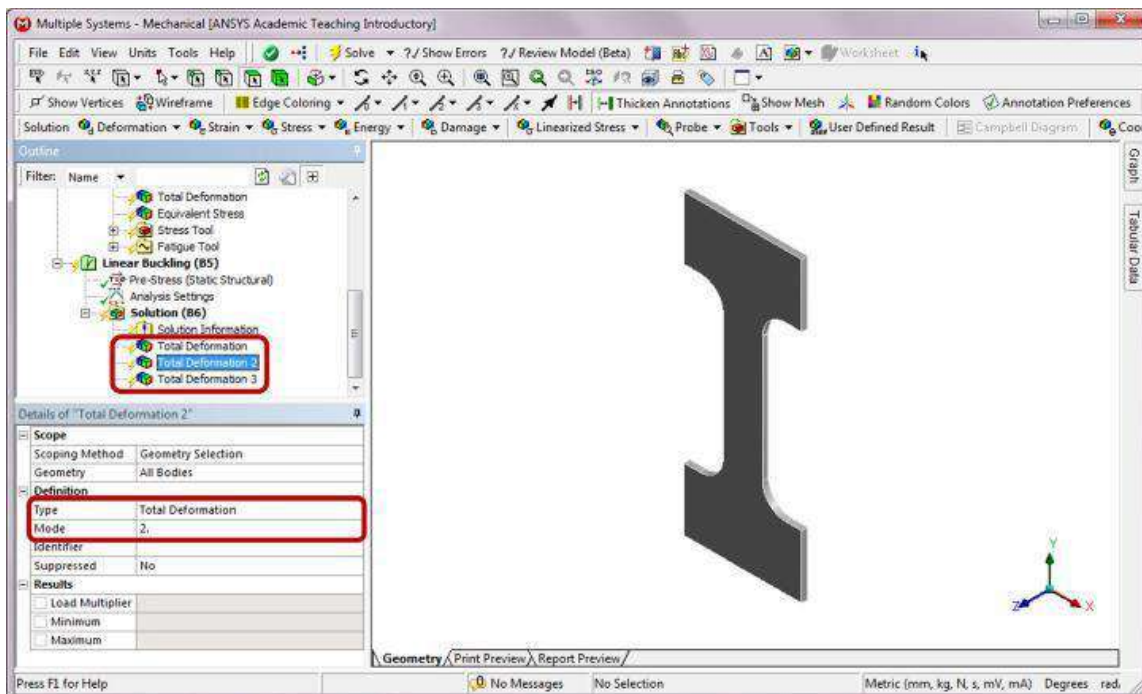 Multiple Systems - Mechanical [ANSYS Academic Teaching Introductory]
File Edit View Units Tools Help Solve ?/ Show Errors ?/ Review Model (Beta) A Worksheet
Show Vertices Wireframe Edge Coloring Thicken Annotations Show Mesh Random Colors Annotation Preferences
Solution Deformation Strain Stress Energy Damage Linearized Stress Probe Tools User Defined Result Campbell Diagram Coo
Outline
Filter: Name
Total Deformation
Equivalent Stress
Stress Tool
Fatigue Tool
Linear Buckling (B5)
Pre-Stress (Static Structural)
Analysis Settings
Solution (B6)
Solution Information
Total Deformation
Total Deformation 2
Total Deformation 3
Details of "Total Deformation 2"
Scope
Scoping Method Geometry Selection
Geometry All Bodies
Definition
Type Total Deformation
Mode 2.
Identifier
Suppressed No
Results
Load Multiplier
Minimum
Maximum
Graph
Tabular Data
Y
Z X
Geometry Print Preview Report Preview
Press F1 for Help 0 No Messages No Selection Metric (mm, kg, N, s, mV, mA) Degrees rad/